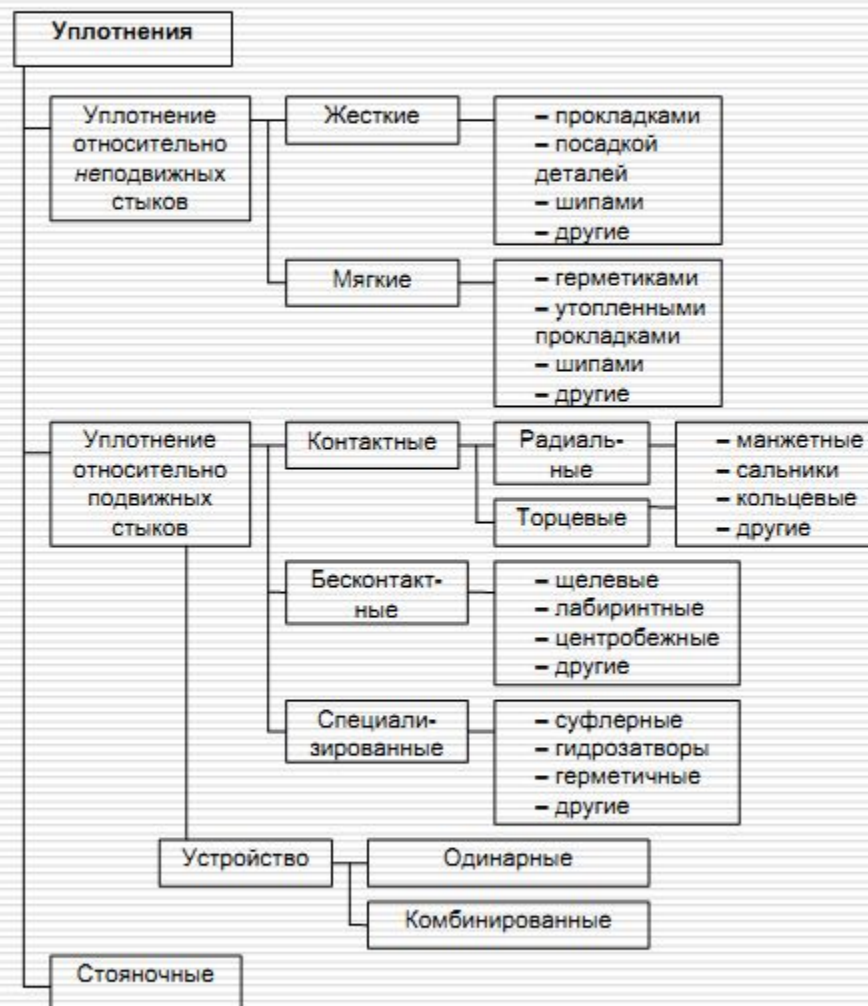 Уплотнения
Уплотнение
относительно
неподвижных
стыков
Жесткие
– прокладками
– посадкой
деталей
– шипами
– другие
Мягкие
– герметиками
– утопленными
прокладками
– шипами
– другие
Уплотнение
относительно
подвижных
стыков
Контактные
Радиаль-
ные
Торцевые
– манжетные
– сальники
– кольцевые
– другие
Бесконтакт-
ные
– щелевые
– лабиринтные
– центробежные
– другие
Специали-
зированные
– суфлерные
– гидрозатворы
– герметичные
– другие
Устройство
Одинарные
Комбинированные
Стояночные